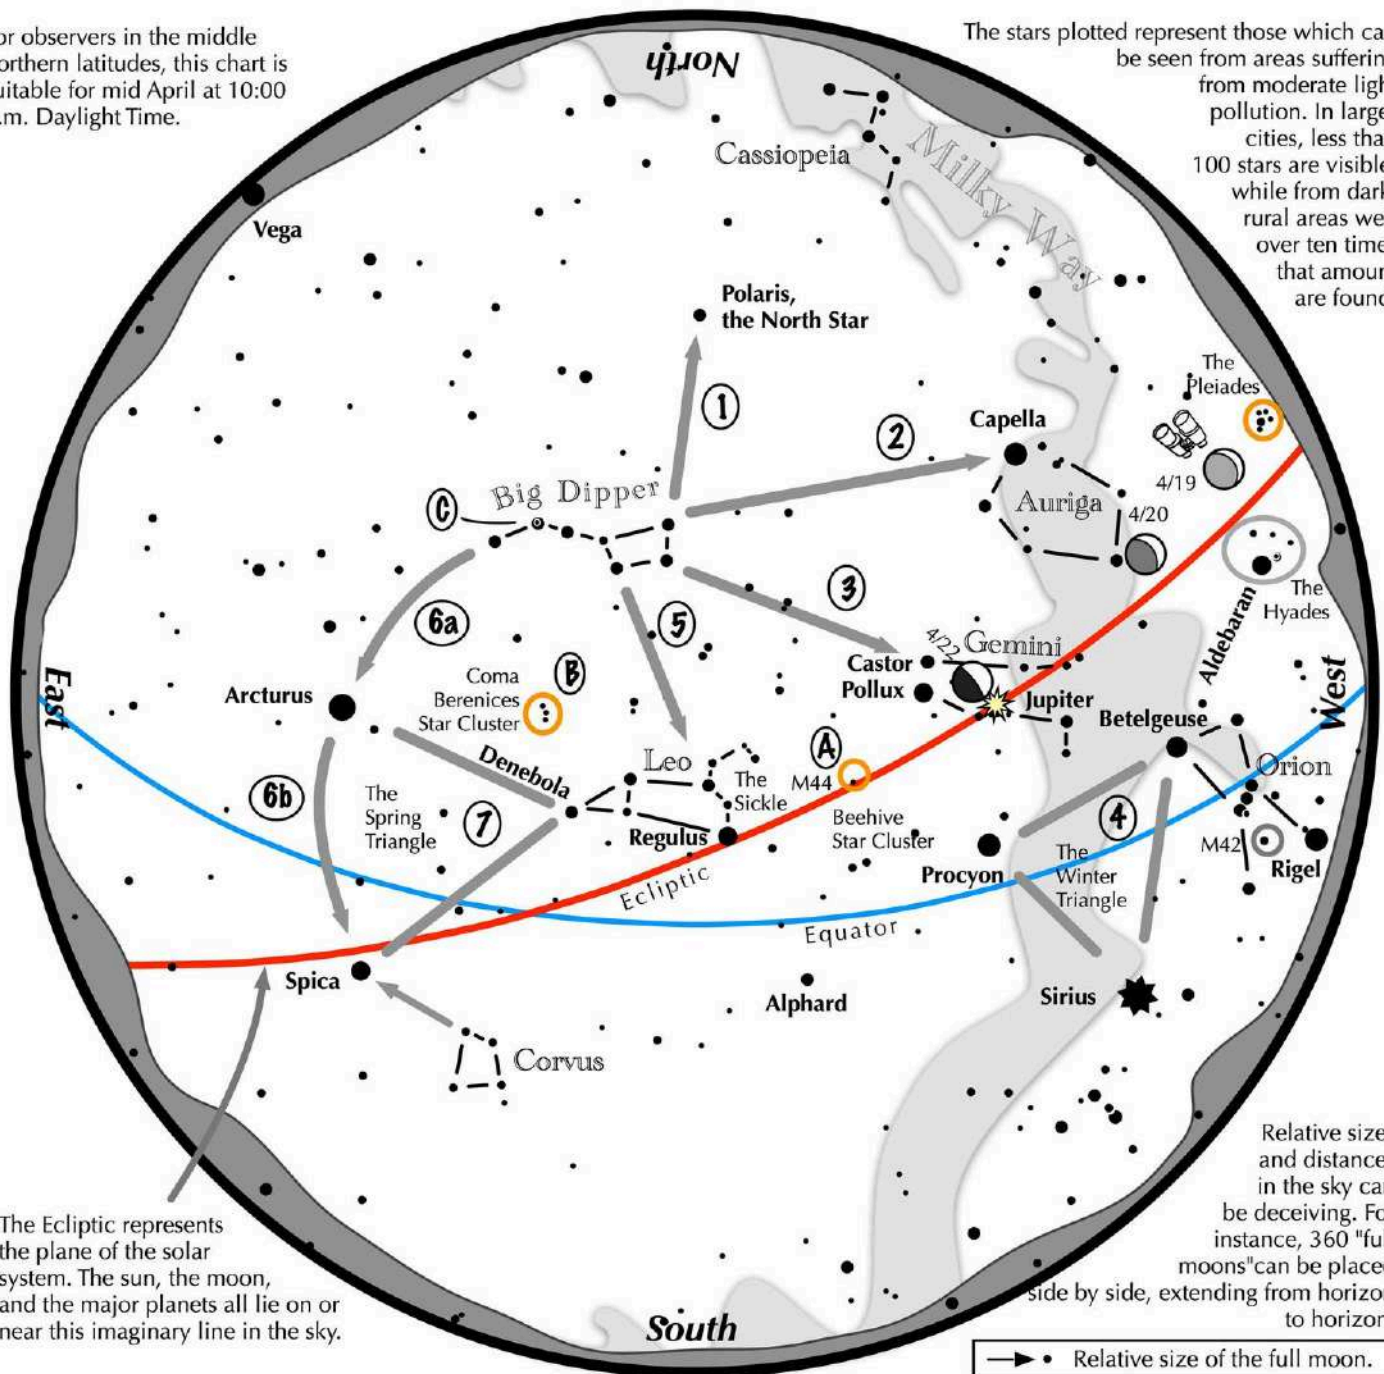 or observers in the middle
orthern latitudes, this chart is
uitable for mid April at 10:00
.m. Daylight Time.
The stars plotted represent those which ca
be seen from areas sufferin
from moderate ligh
pollution. In large
cities, less tha
100 stars are visible
while from dark
rural areas we
over ten time
that amoun
are found
North
Cassiopeia
Milky Way
Vega
Polaris,
the North Star
The
Pleiades
1
2
Capella
4/19
Big Dipper
C
Auriga
4/20
3
The
Hyades
Aldebaran
6a
5
4/22
Gemini
Castor
Pollux
Jupiter
East
West
Coma
Berenices
Star Cluster
B
Arcturus
Betelgeuse
Denebola
Leo
A
M44
The
Sickle
Orion
6b
The
Spring
Triangle
7
Regulus
Beehive
Star Cluster
4
M42
Rigel
Procyon
The
Winter
Triangle
Ecliptic
Equator
Spica
Alphard
Sirius
Corvus
The Ecliptic represents
the plane of the solar
system. The sun, the moon,
and the major planets all lie on or
near this imaginary line in the sky.
South
Relative size
and distance
in the sky ca
be deceiving. Fo
instance, 360 "ful
moons"can be place
side by side, extending from horizo
to horizon
Relative size of the full moon.